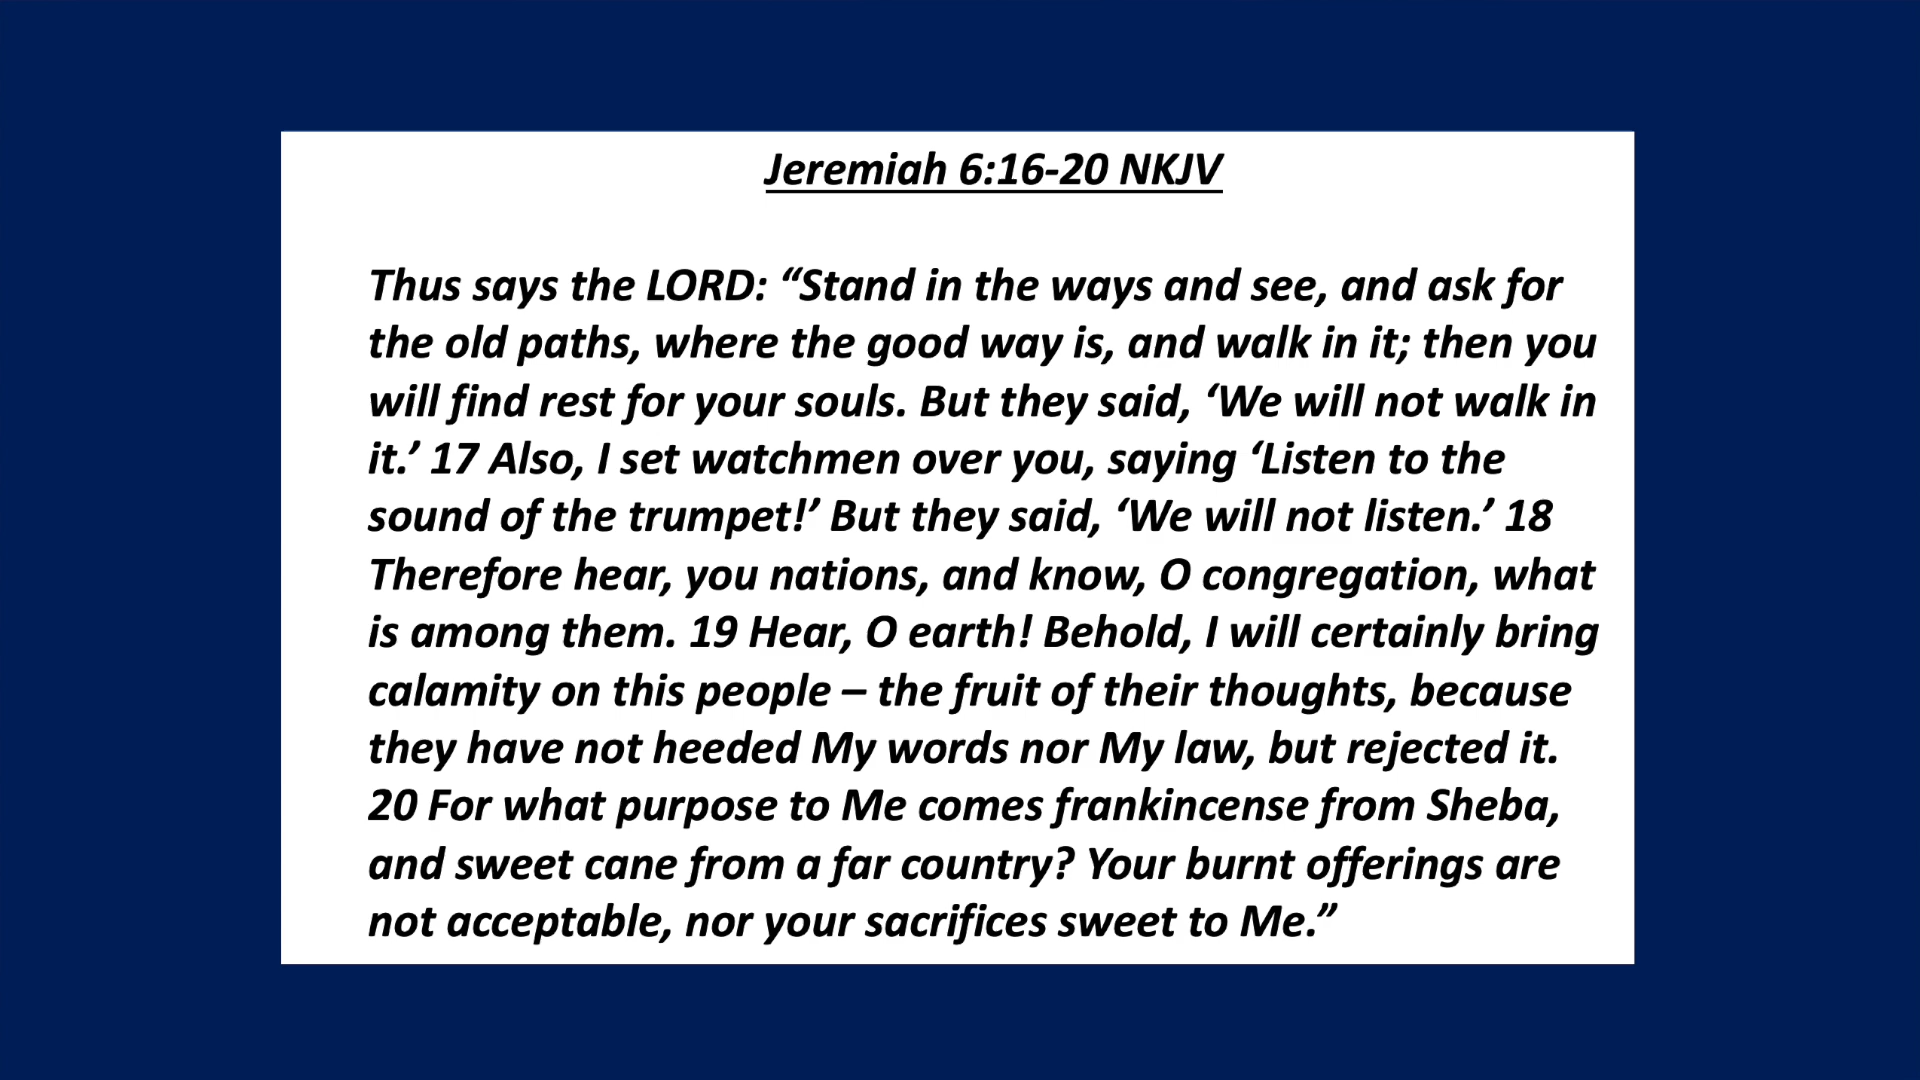 Jeremiah 6:16-20 NKJV
Thus says the LORD: “Stand in the ways and see, and ask for
the old paths, where the good way is, and walk in it; then you
will find rest for your souls. But they said, ‘We will not walk in
it.’ 17 Also, I set watchmen over you, saying ‘Listen to the
sound of the trumpet!’ But they said, ‘We will not listen.’ 18
Therefore hear, you nations, and know, O congregation, what
is among them. 19 Hear, O earth! Behold, I will certainly bring
calamity on this people – the fruit of their thoughts, because
they have not heeded My words nor My law, but rejected it.
20 For what purpose to Me comes frankincense from Sheba,
and sweet cane from a far country? Your burnt offerings are
not acceptable, nor your sacrifices sweet to Me.”